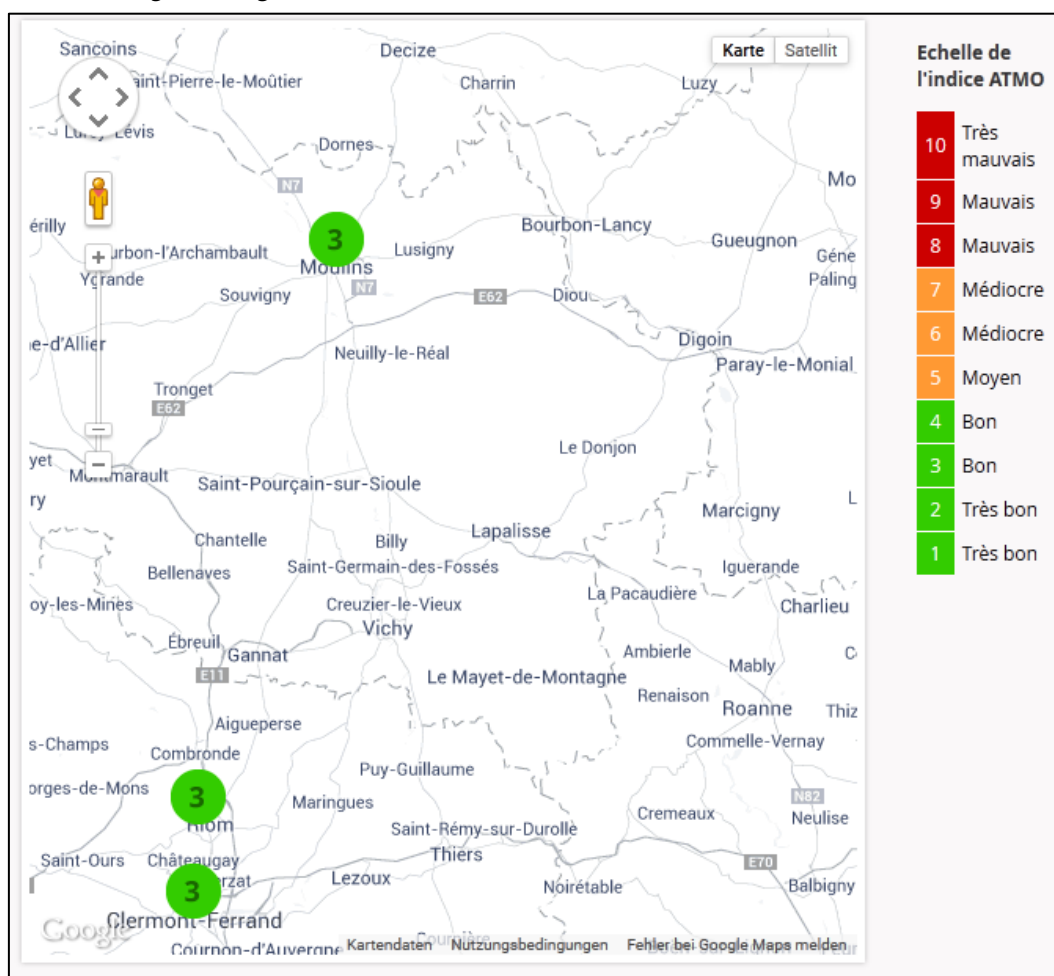 Sancoins
Decize
Karte
Satellit
Echelle de
l'indice ATMO
aint-Pierre-le-Moûtier
Charrin
Luzy
10 Très
mauvais
Dornes
N7
Mo
9 Mauvais
érilly
3
Bourbon-Lancy
Gueugnon
8 Mauvais
urbon-l'Archambault
Lusigny
Géne
Moulins
Ygrande
Souvigny
N7
E62
Diou
Paling
7 Médiocre
e-d'Allier
Neuilly-le-Réal
Digoin
6 Médiocre
Paray-le-Monial
5 Moyen
Tronget
E62
4 Bon
yet
Le Donjon
3 Bon
ry
Saint-Pourçain-sur-Sioule
L
Marcigny
2 Très bon
Chantelle
Billy
Lapalisse
1 Très bon
Bellenaves
Saint-Germain-des-Fossés
Iguerande
oy-les-Mines
Creuzier-le-Vieux
La Pacaudière
Charlieu
Vichy
Ébreuil
Gannat
Ambierle
Mably
E11
Le Mayet-de-Montagne
Renaison
Roanne
Thiz
Aigueperse
s-Champs
Combronde
Commelle-Vernay
Puy-Guillaume
orges-de-Mons
3
Maringues
Cremeaux
N82
Neulise
Riom
Saint-Rémy-sur-Durolle
Saint-Ours
Châteaugay
Thiers
E70
3
rzat
Lezoux
Noirétable
Balbigny
Clermont-Ferrand
Google
Cournon-d'Auvergne
Kartendaten
Nutzungsbedingungen
Fehler bei Google Maps melden